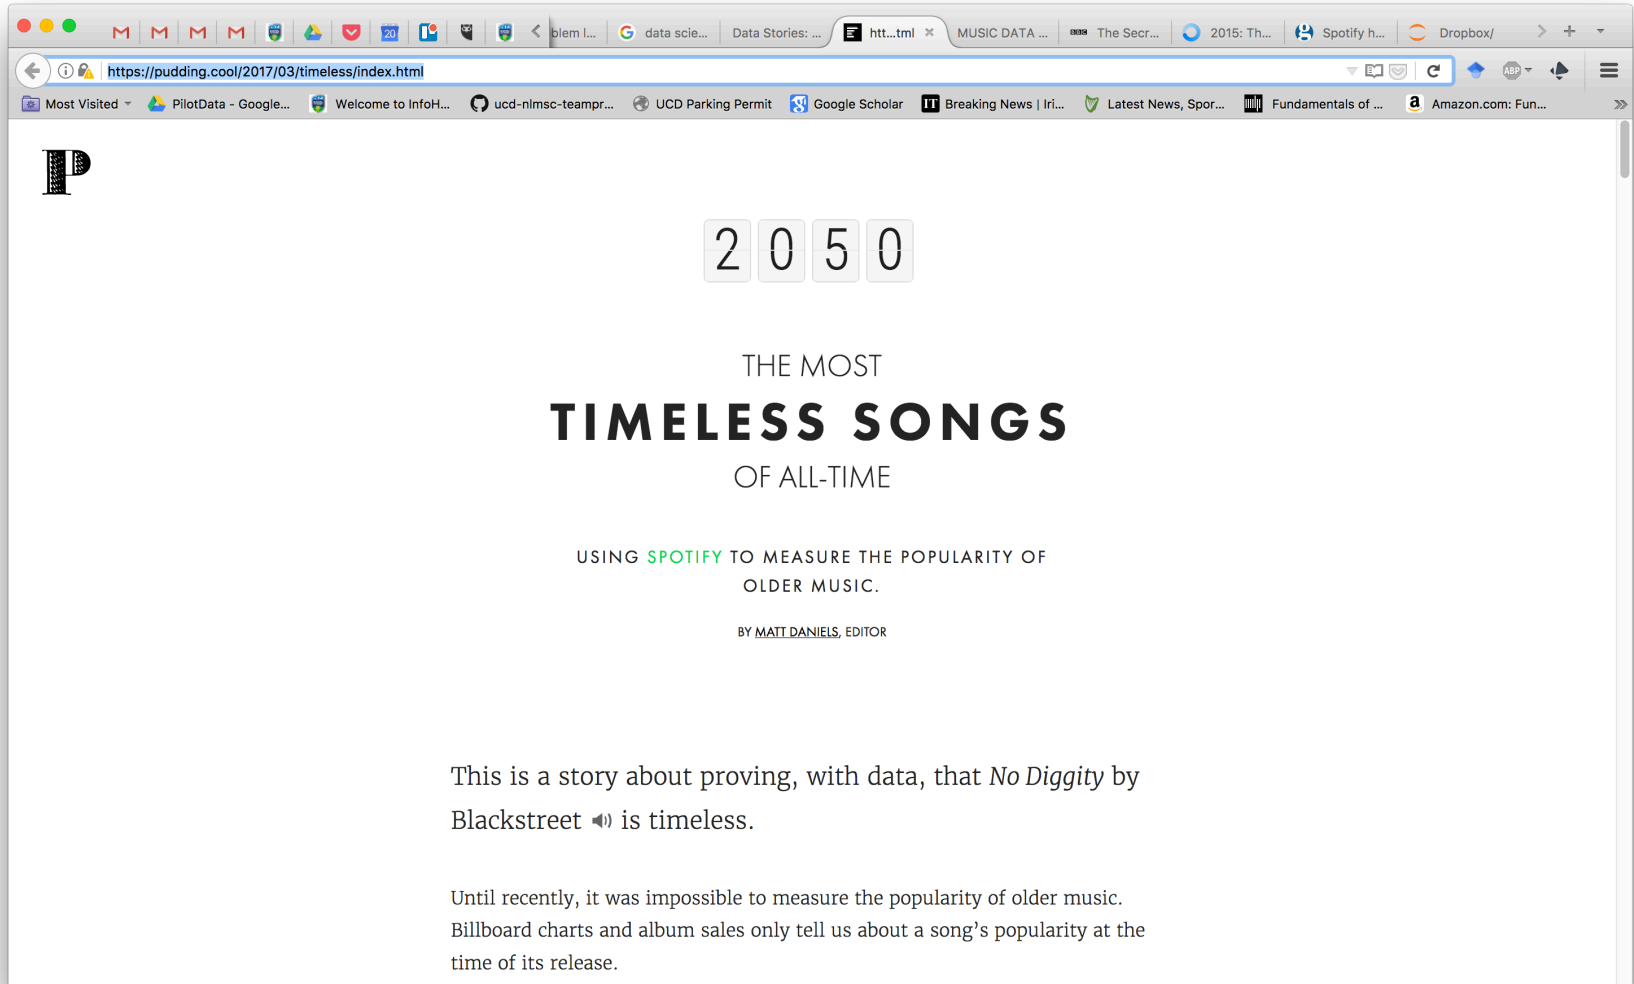 20
blem l...
data scie...
Data Stories: ...
htt...tml
MUSIC DATA ...
BBC
The Secr...
2015: Th...
Spotify h...
Dropbox/
https://pudding.cool/2017/03/timeless/index.html
ABP
Most Visited
PilotData - Google...
Welcome to InfoH...
ucd-nlmsc-teampr...
UCD Parking Permit
Google Scholar
IT
Breaking News | Iri...
Latest News, Spor...
Fundamentals of ...
Amazon.com: Fun...
P
2050
THE MOST
TIMELESS SONGS
OF ALL-TIME
USING SPOTIFY TO MEASURE THE POPULARITY OF
OLDER MUSIC.
BY MATT DANIELS, EDITOR
This is a story about proving, with data, that No Diggity by
Blackstreet is timeless.
Until recently, it was impossible to measure the popularity of older music.
Billboard charts and album sales only tell us about a song’s popularity at the
time of its release.